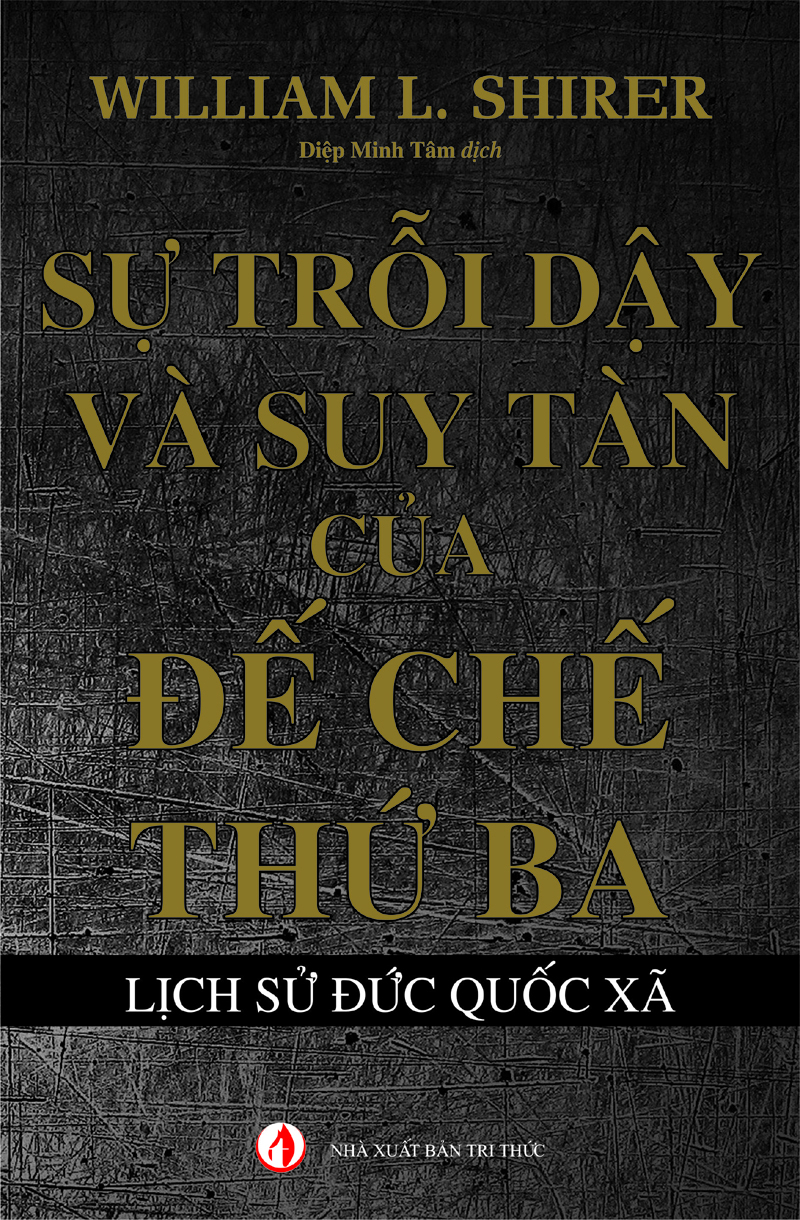 WILLIAM L. SHIRER
Diệp Minh Tâm dịch
SỰ TRỖI DẬY
VÀ SUY TÀN
CỦA
ĐẾ CHẾ
THỨ BA
LỊCH SỬ ĐỨC QUỐC XÃ
NHÀ XUẤT BẢN TRI THỨC